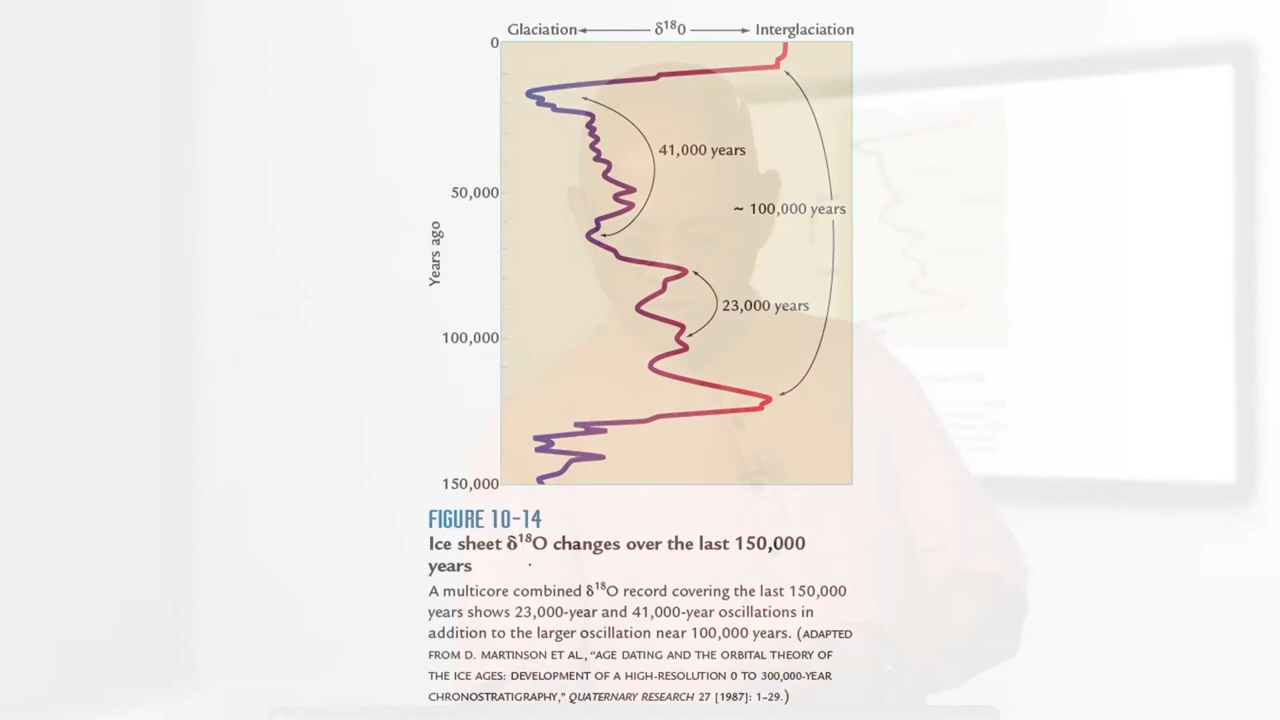 Glaciation ← δ¹⁸O → Interglaciation
0
41,000 years
50,000
~ 100,000 years
Years ago
23,000 years
100,000
150,000
FIGURE 10-14
Ice sheet δ¹⁸O changes over the last 150,000
years
A multicore combined δ¹⁸O record covering the last 150,000
years shows 23,000-year and 41,000-year oscillations in
addition to the larger oscillation near 100,000 years. (ADAPTED
FROM D. MARTINSON ET AL., “AGE DATING AND THE ORBITAL THEORY OF
THE ICE AGES: DEVELOPMENT OF A HIGH-RESOLUTION 0 TO 300,000-YEAR
CHRONOSTRATIGRAPHY,” QUATERNARY RESEARCH 27 [1987]: 1–29.)